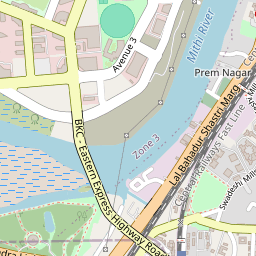 Avenue 3
Mithi River
Prem Nagar
BKC - Eastern Express Highway Road
Zone 3
Lal Bahadur Shastri Marg
Central Railways Fast Line
Swadeshi Mill